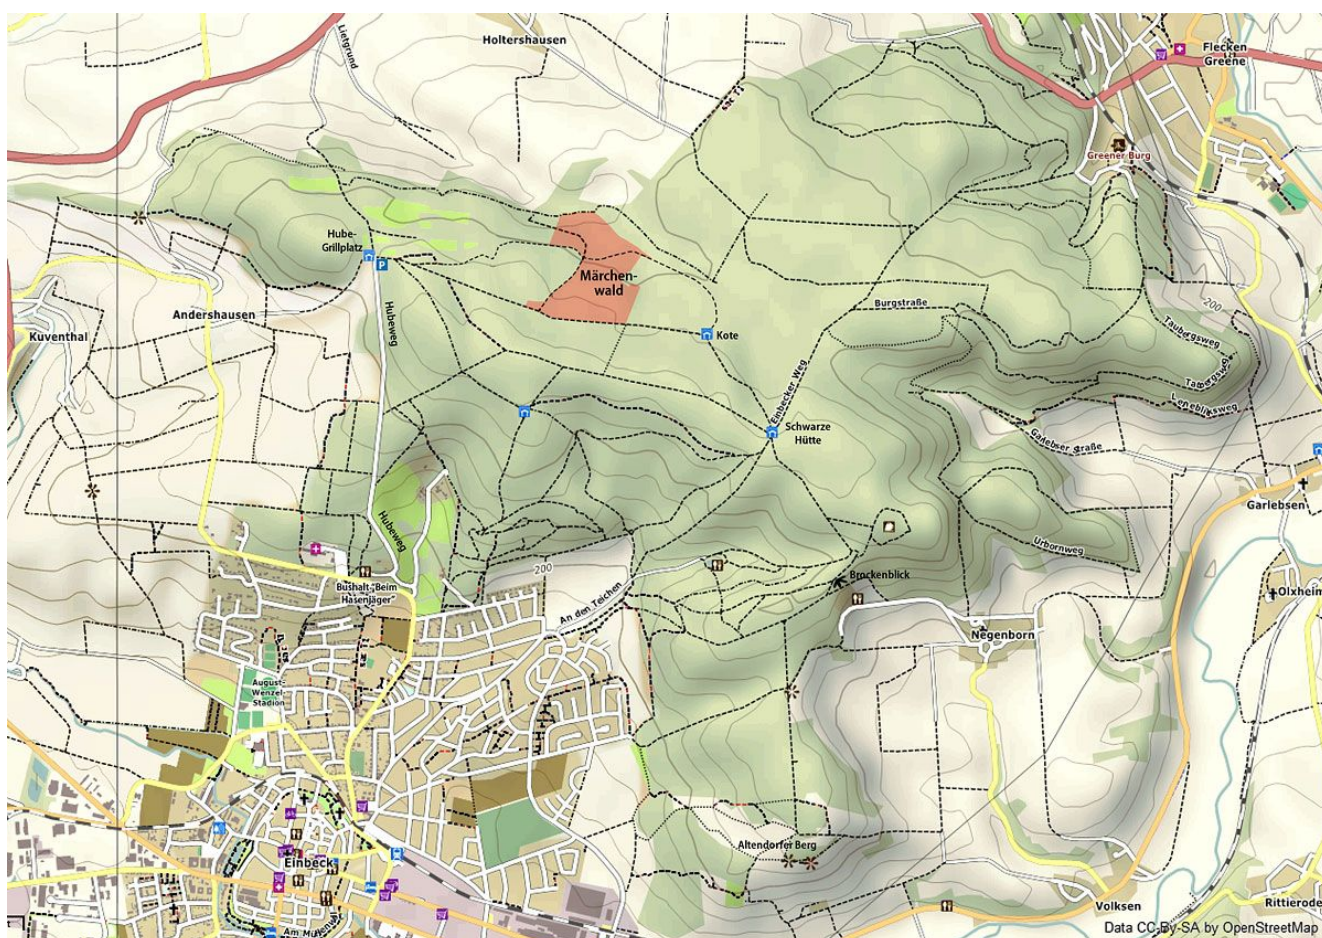 Lietgrund
Holtershausen
Flecken
Greene
Greener Burg
Hube-
Grillplatz
P
Märchen-
wald
Andershausen
Kuventhal
Hubeweg
Kote
Burgstraße
200
Taubergsweg
Leineblicksweg
Einbecker Weg
Schwarze
Hütte
Garlebser Straße
Garlebsen
Hubeweg
Urbornweg
200
Bushalt "Beim
Hasenjäger"
An den Teichen
Brockenblick
Olxheim
Negenborn
August-
Wenzel-
Stadion
Altendorfer Berg
Einbeck
Volksen
Rittierode
Data CC-By-SA by OpenStreetMap